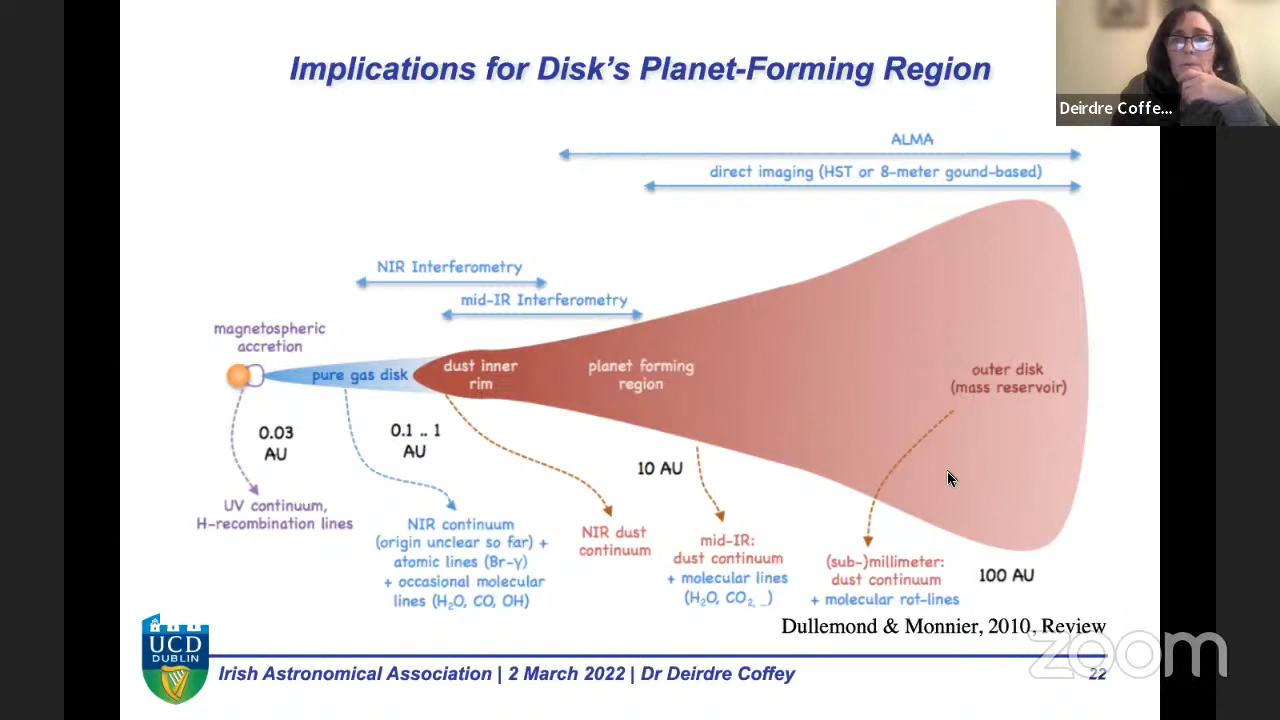 Implications for Disk's Planet-Forming Region
Deirdre Coffe...
ALMA
direct imaging (HST or 8-meter gound-based)
NIR Interferometry
mid-IR Interferometry
magnetospheric
accretion
pure gas disk
dust inner
rim
planet forming
region
outer disk
(mass reservoir)
0.03
AU
0.1 .. 1
AU
10 AU
100 AU
UV continuum,
H-recombination lines
NIR continuum
(origin unclear so far) +
atomic lines (Br-γ)
+ occasional molecular
lines (H₂O, CO, OH)
NIR dust
continuum
mid-IR:
dust continuum
+ molecular lines
(H₂O, CO₂, ..)
(sub-)millimeter:
dust continuum
+ molecular rot-lines
Dullemond & Monnier, 2010, Review
UCD
DUBLIN
Irish Astronomical Association | 2 March 2022 | Dr Deirdre Coffey
22
zoom